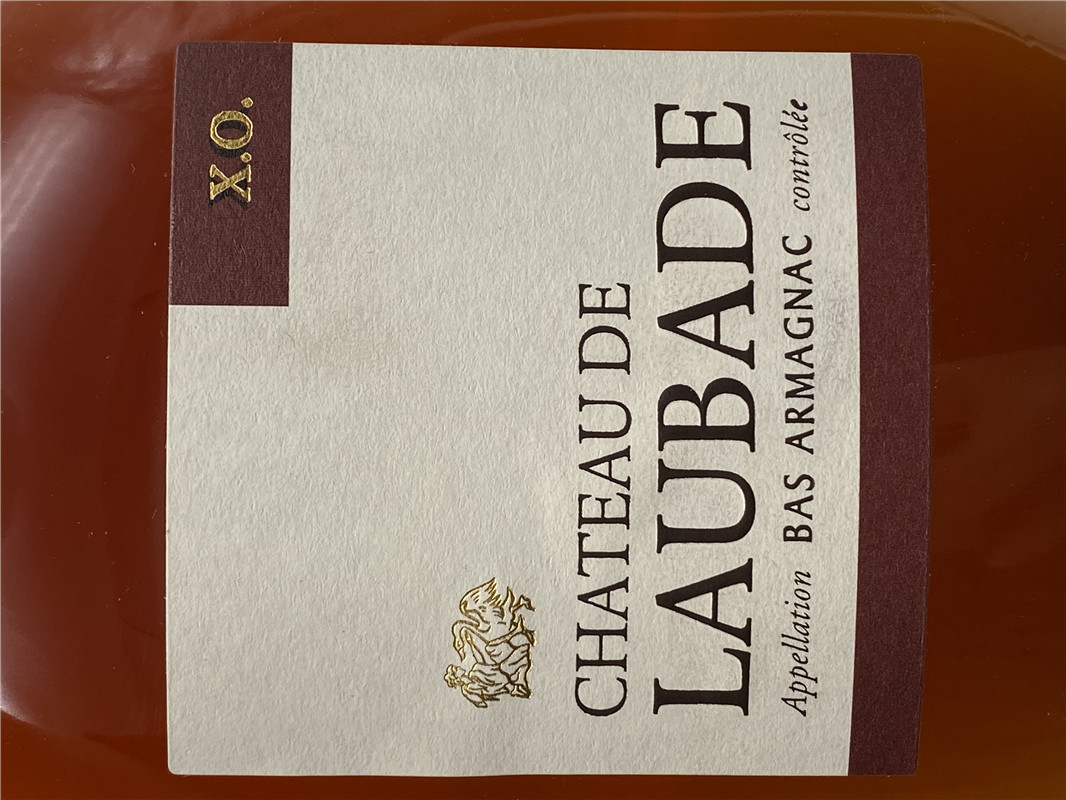 X.O.
CHATEAU DE
LAUBADE
Appellation BAS ARMAGNAC contrôlée